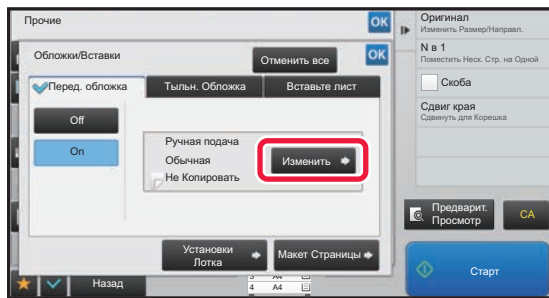 Прочие
OK
Обложки/Вставки
Отменить все
OK
Перед. обложка
Тыльн. Обложка
Вставьте лист
Off
On
Ручная подача
Обычная
Не Копировать
Изменить
Установки
Лотка
Макет Страницы
Назад
3 A4
4 A4
Оригинал
Изменить Размер/Направл.
N в 1
Поместить Неск. Стр. на Одной
Скоба
Сдвиг края
Сдвинуть для Корешка
Предварит.
Просмотр
CA
Старт